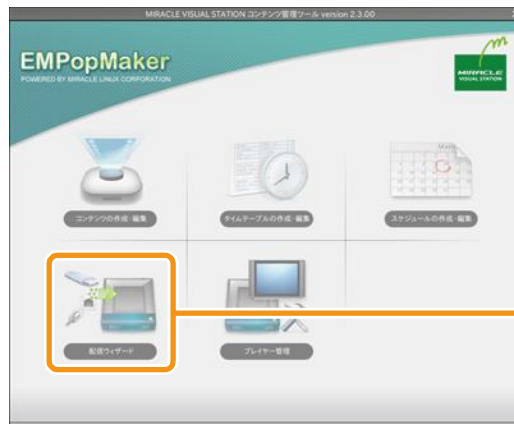 MIRACLE VISUAL STATION コンテンツ管理ツール version 2.3.00
EMPopMaker
POWERED BY MIRACLE LINUX CORPORATION
m
MIRACLE
VISUAL STATION
コンテンツの作成・編集
タイムテーブルの作成・編集
スケジュールの作成・編集
配信ウィザード
プレイヤー管理